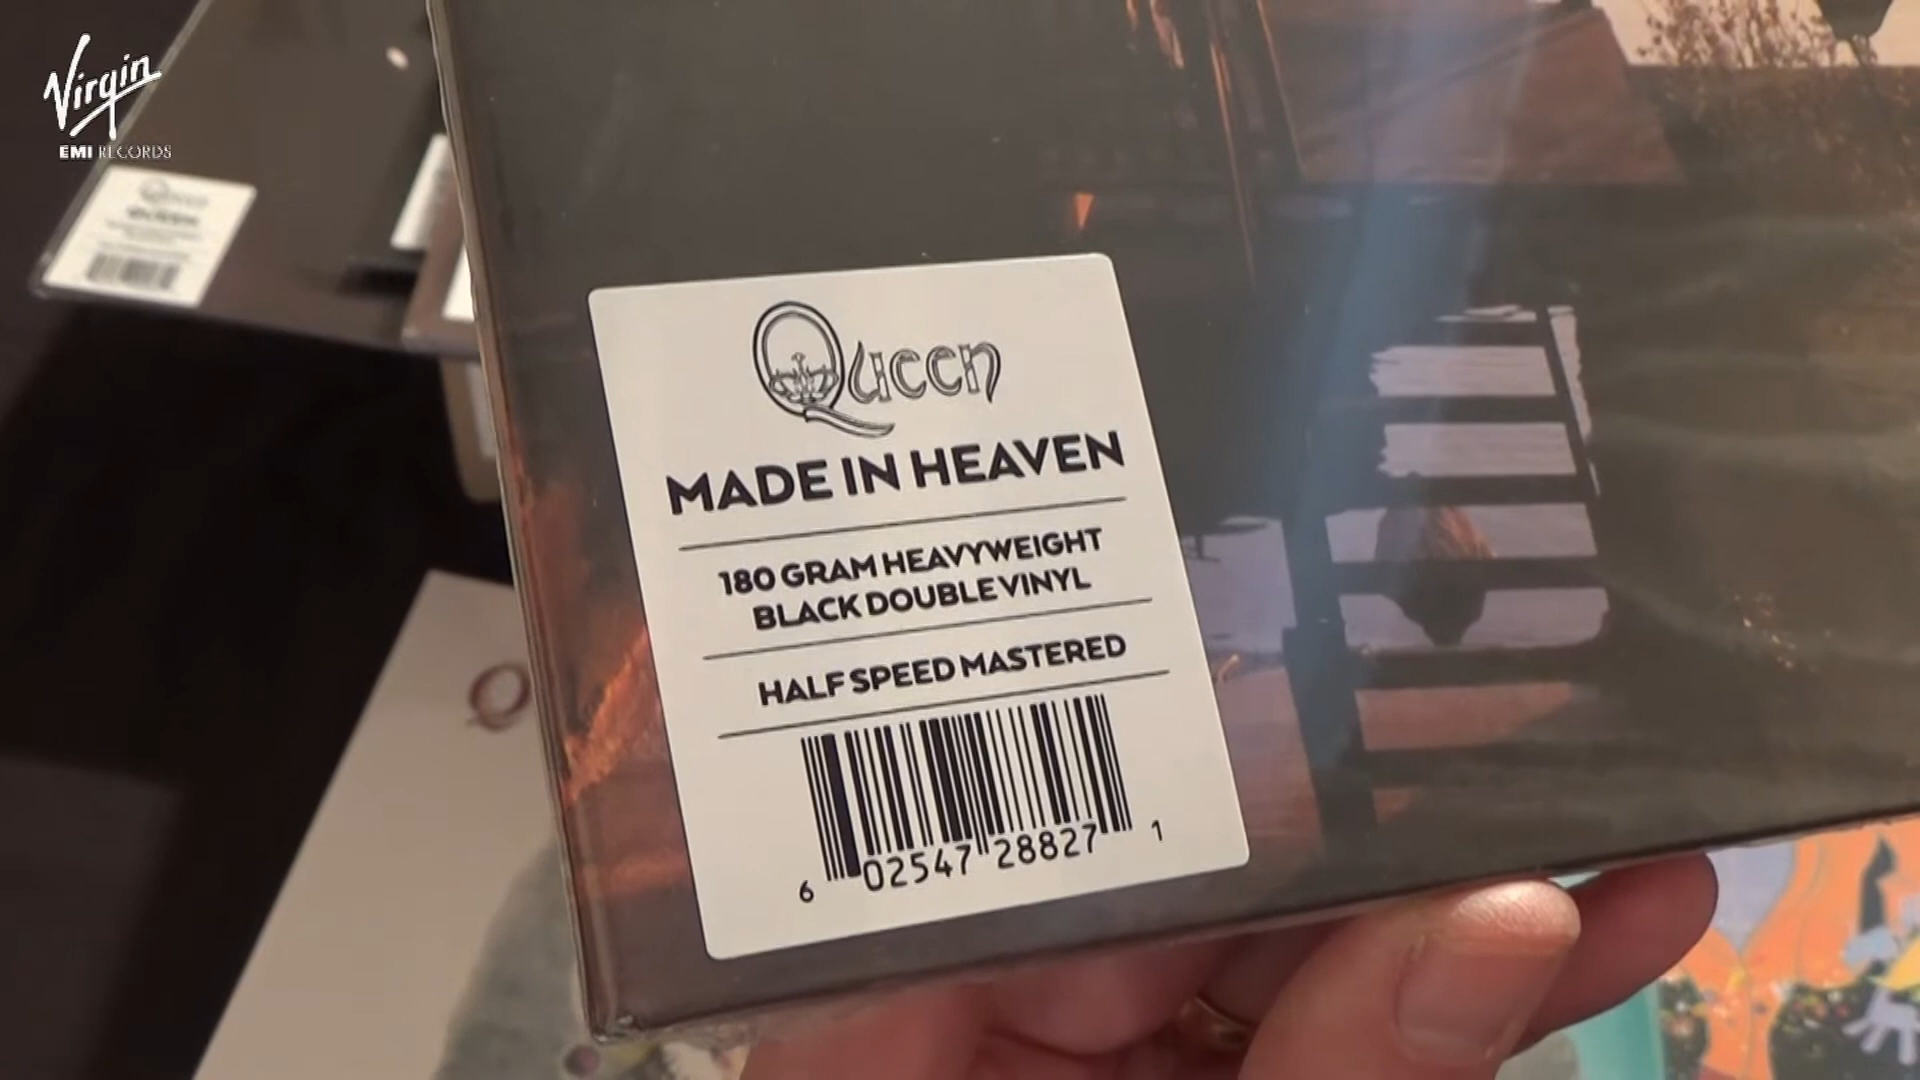 Virgin
EMI RECORDS
Queen
MADE IN HEAVEN
180 GRAM HEAVYWEIGHT
BLACK DOUBLE VINYL
HALF SPEED MASTERED
6 02547 28827 1
Q